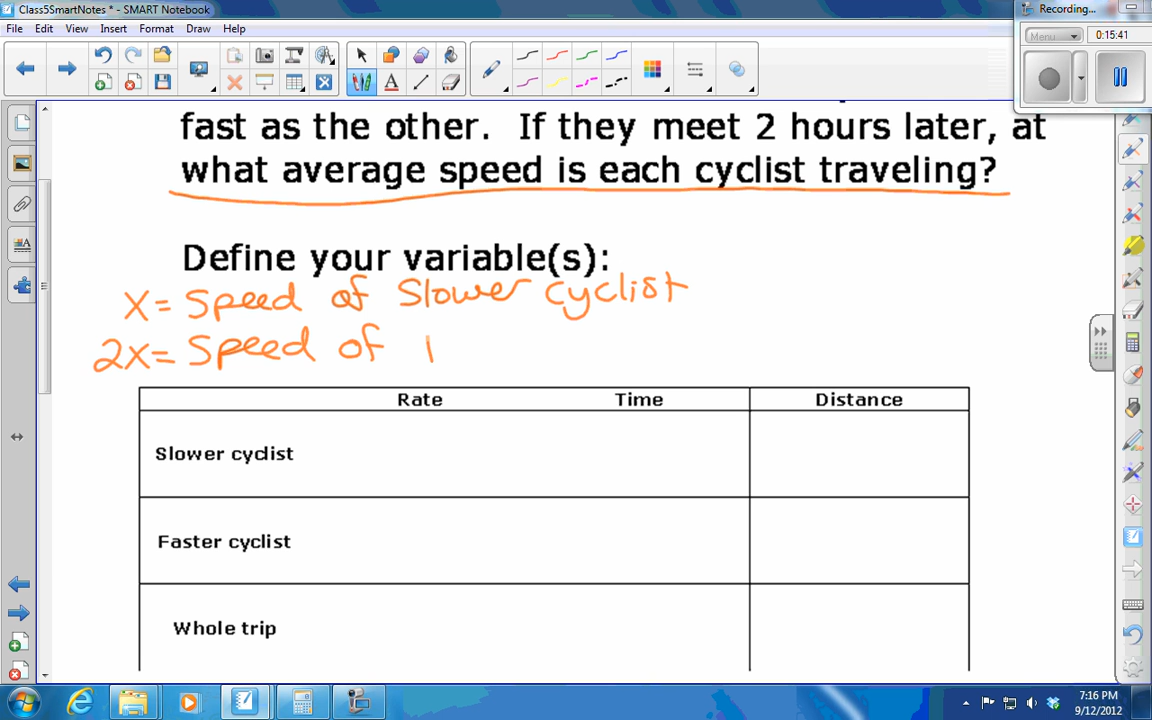 Class5SmartNotes * - SMART Notebook
Recording...
File Edit View Insert Format Draw Help
Menu
0:15:41
fast as the other. If they meet 2 hours later, at
what average speed is each cyclist traveling?
Define your variable(s):
x = Speed of Slower cyclist
2x = Speed of
Rate Time Distance
Slower cyclist
Faster cyclist
Whole trip
7:16 PM
9/12/2012